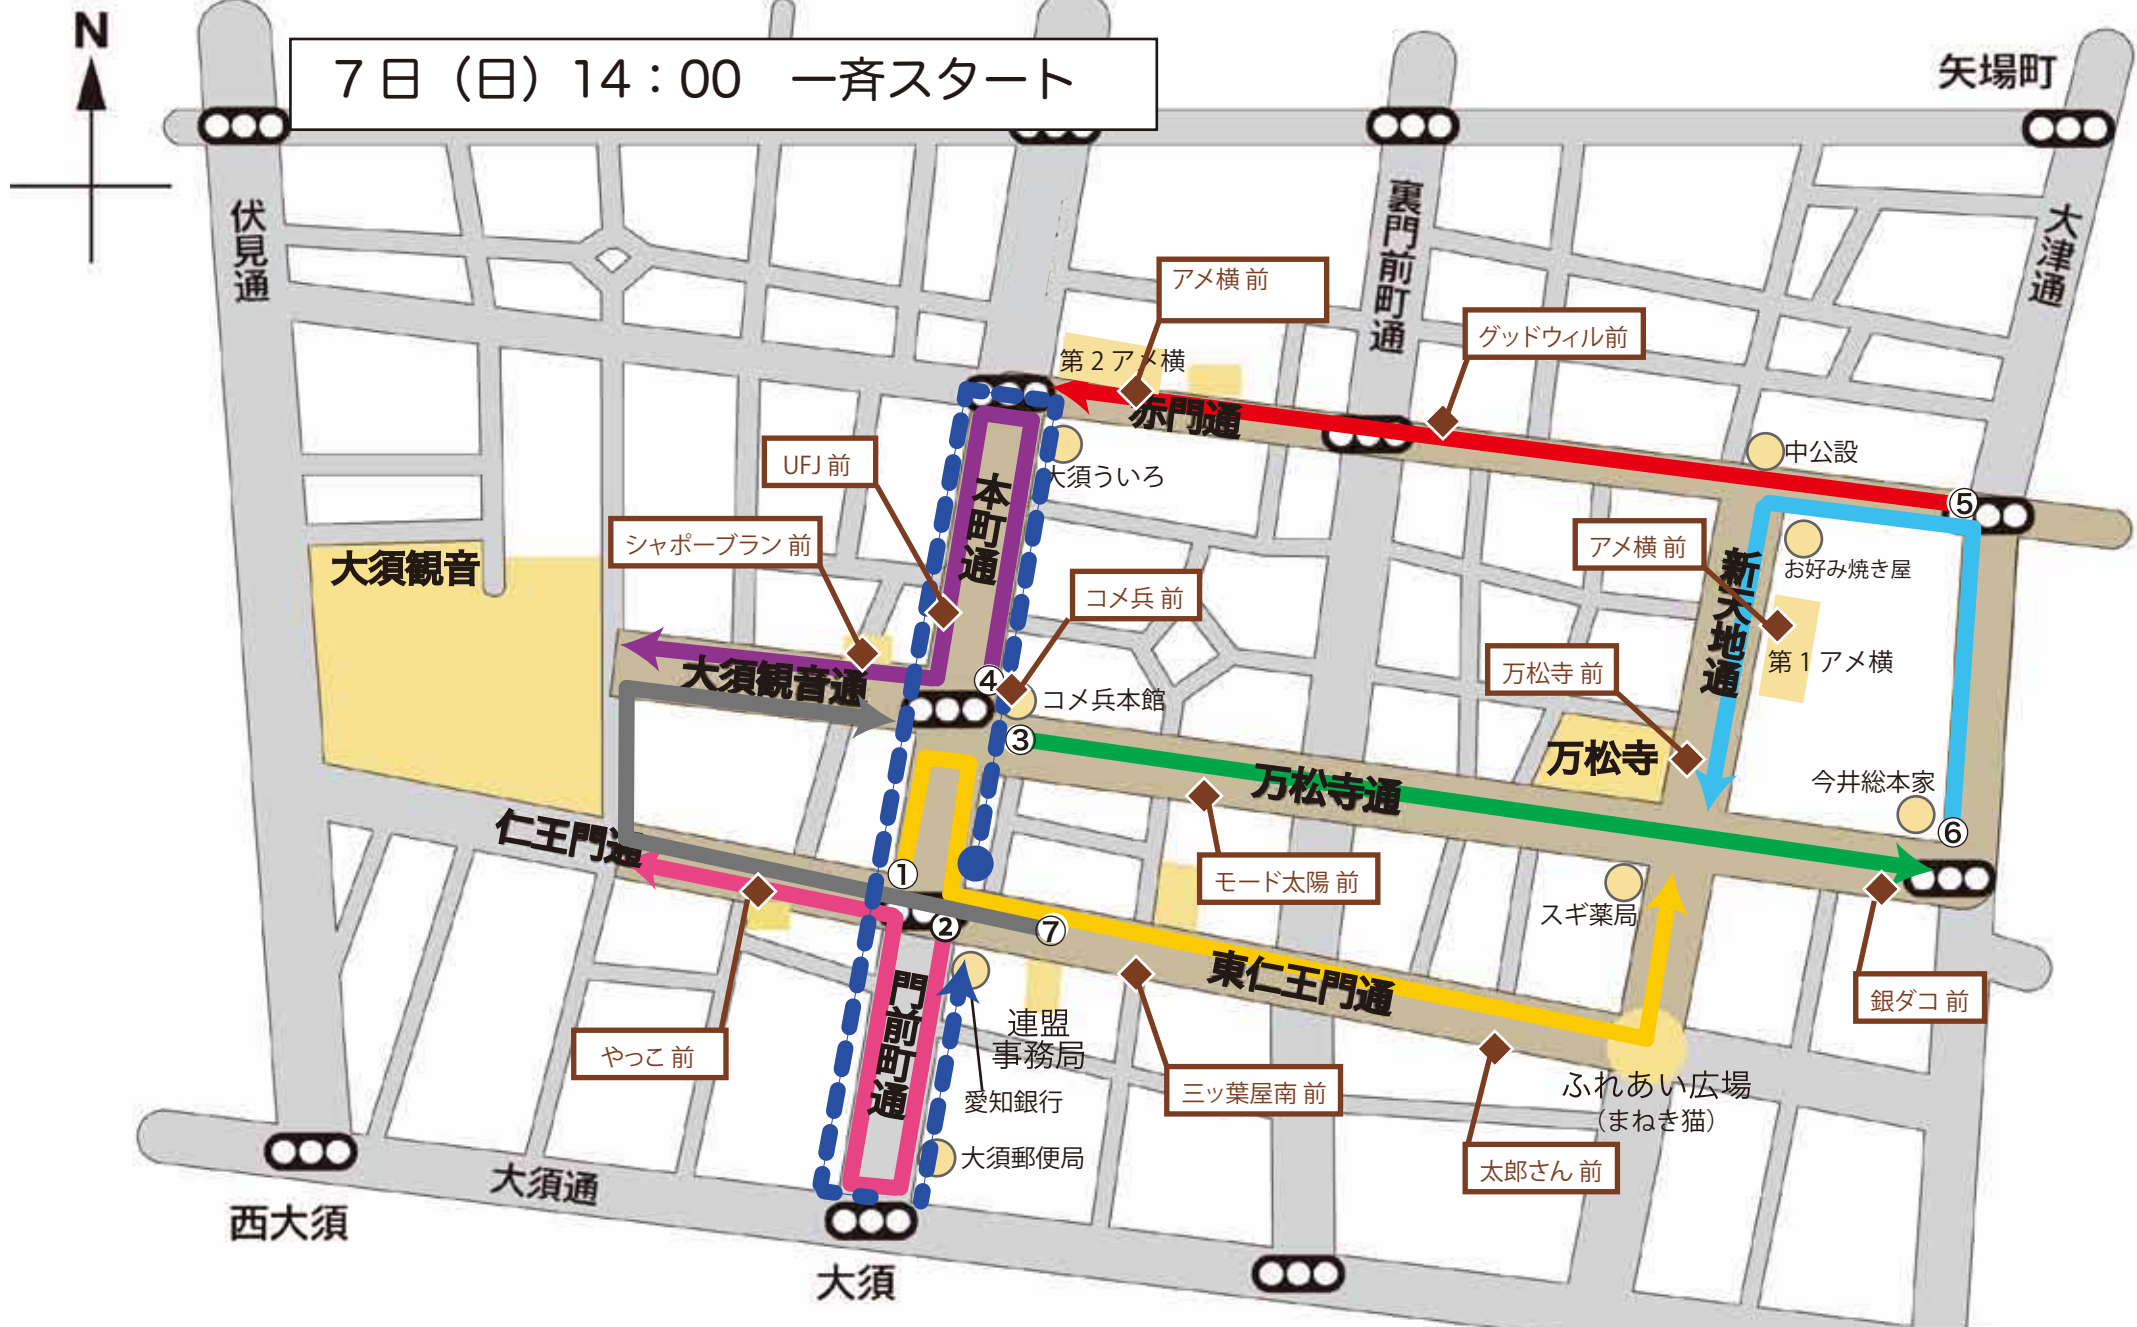 N
7日（日）14：00　一斉スタート
矢場町
伏見通
裏門前町通
大津通
アメ横 前
グッドウィル前
第2アメ横
赤門通
UFJ 前
大須ういろ
中公設
⑤
本町通
シャポーブラン 前
アメ横 前
お好み焼き屋
新天地通
大須観音
コメ兵 前
第1アメ横
大須観音通
④
コメ兵本館
万松寺 前
③
万松寺
万松寺通
今井総本家
⑥
仁王門通
①
モード太陽 前
スギ薬局
②
⑦
東仁王門通
銀ダコ 前
門前町通
連盟
事務局
やっこ 前
愛知銀行
三ッ葉屋南 前
ふれあい広場
（まねき猫）
大須郵便局
太郎さん 前
大須通
西大須
大須